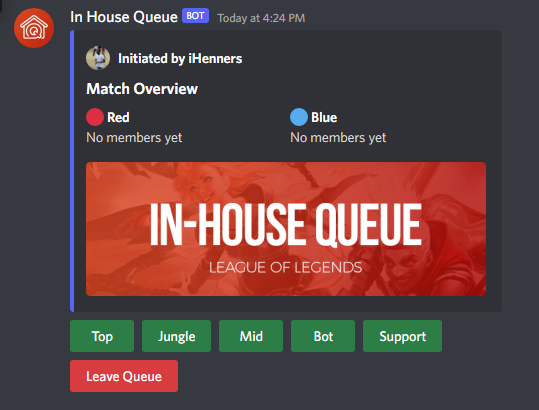 In House Queue BOT Today at 4:24 PM
Initiated by iHenners
Match Overview
Red Blue
No members yet No members yet
IN-HOUSE QUEUE
LEAGUE OF LEGENDS
Top Jungle Mid Bot Support
Leave Queue